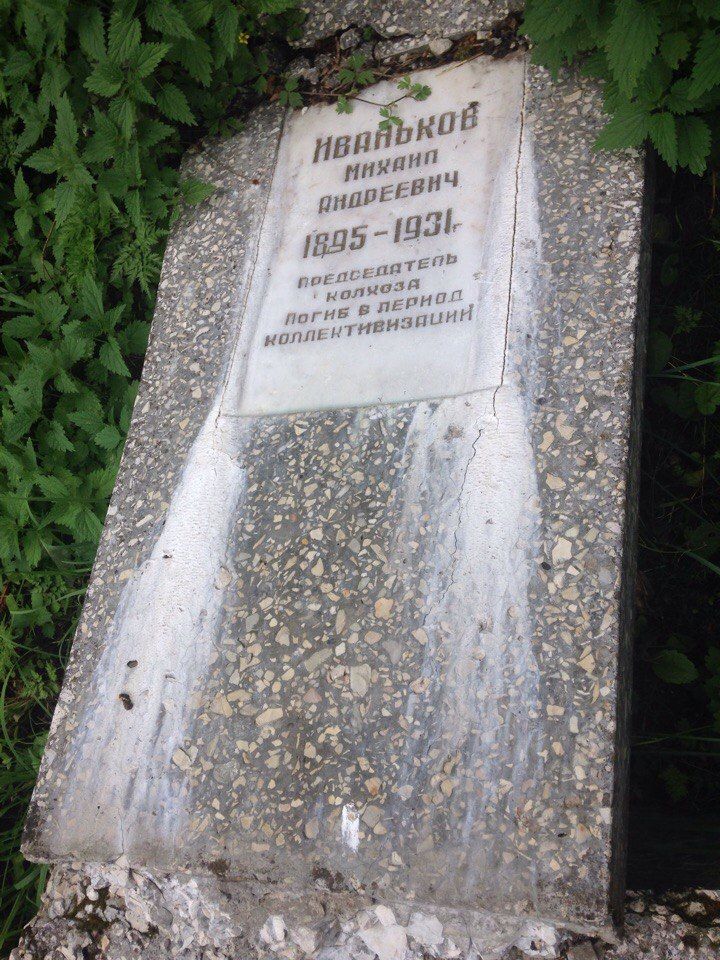 Иваньков
Михаил
Андреевич
1895-1931г.
Председатель
колхоза
погиб в период
коллективизации